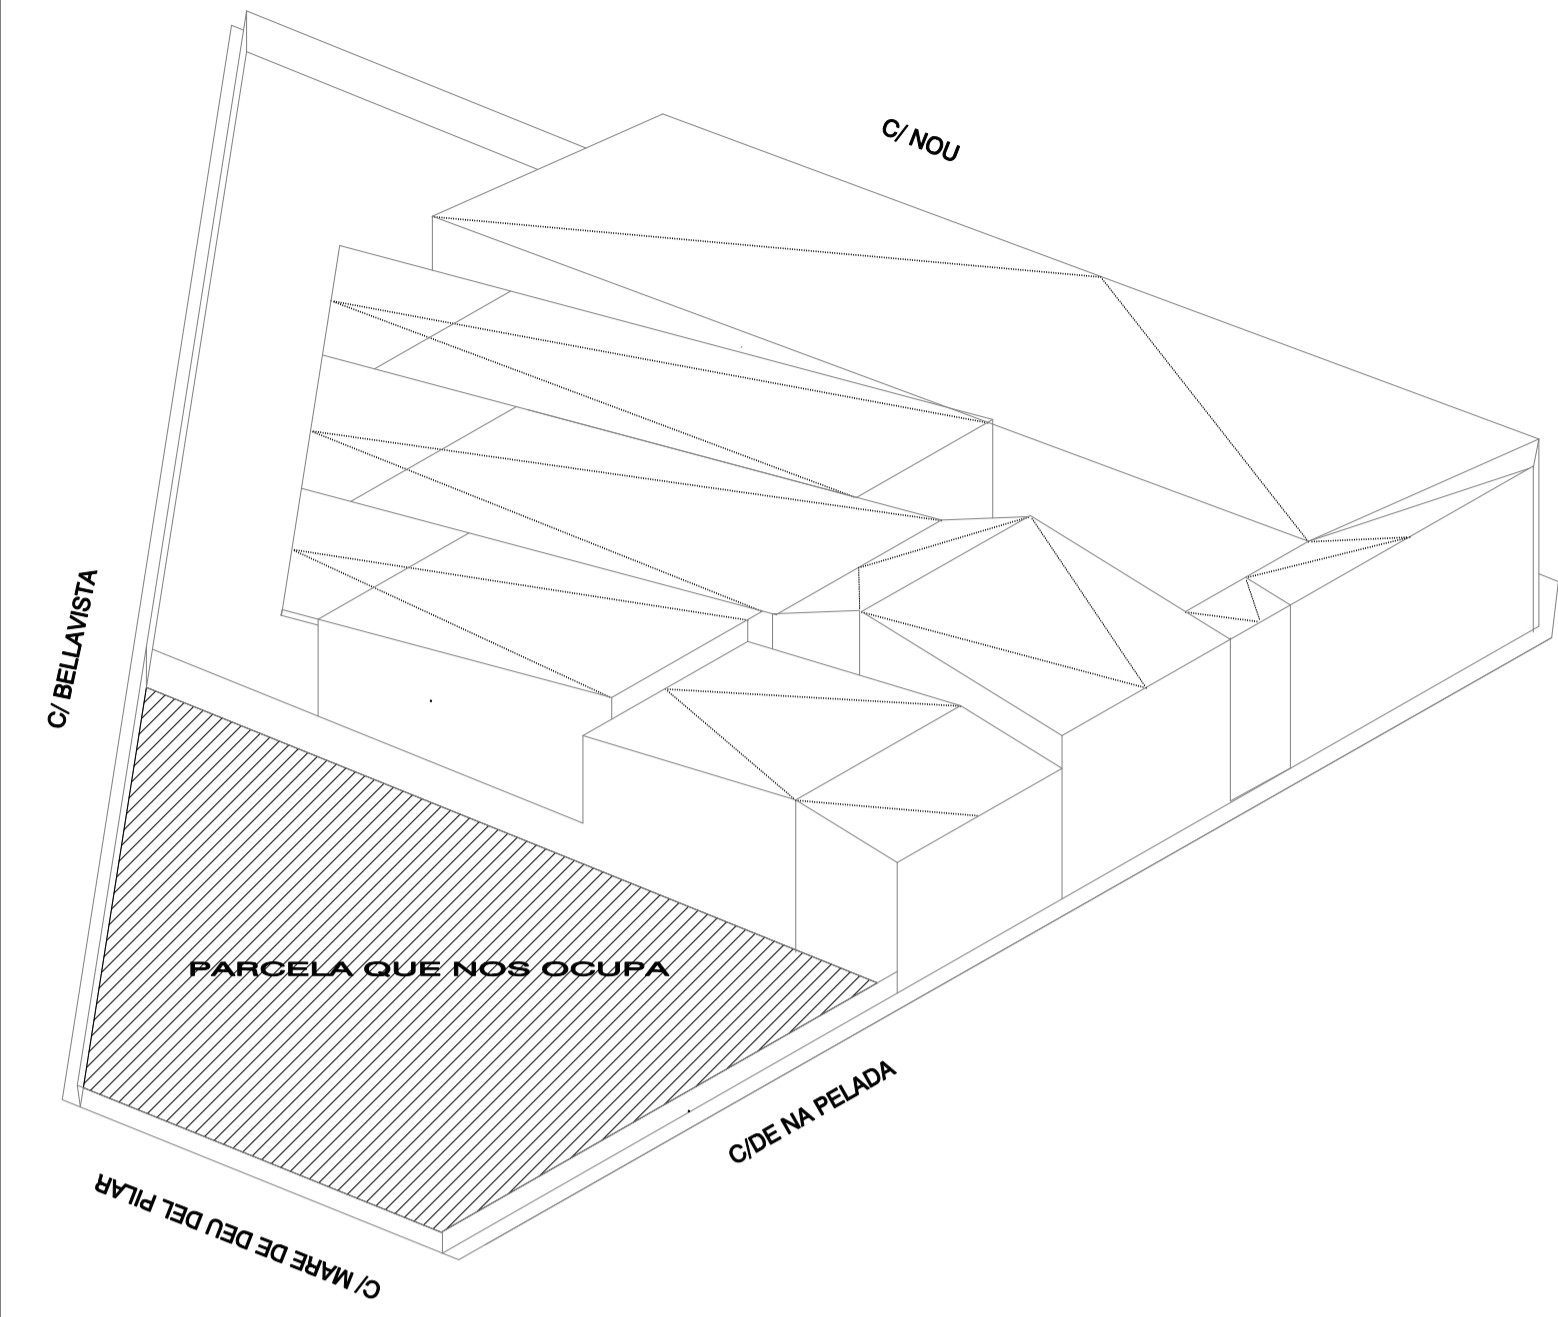 C/ NOU
C/ BELLAVISTA
PARCELA QUE NOS OCUPA
C/DE NA PELADA
C/ MARE DE DEU DEL PILAR